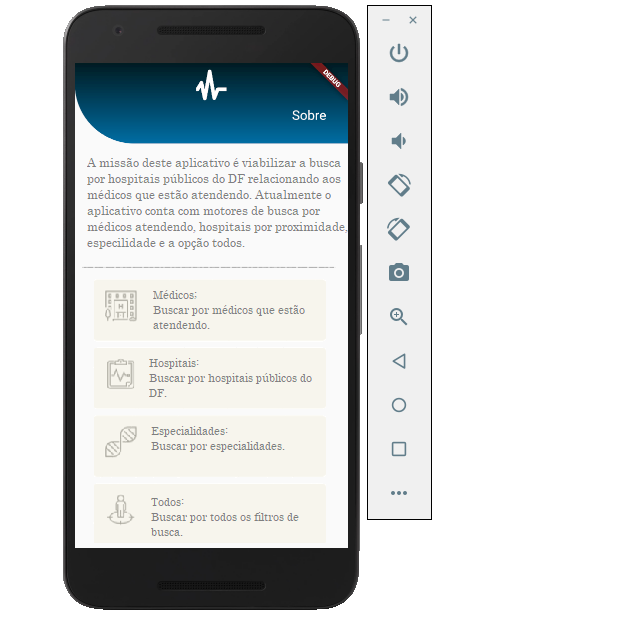 DEBUG
Sobre
A missão deste aplicativo é viabilizar a busca
por hospitais públicos do DF relacionando aos
médicos que estão atendendo. Atualmente o
aplicativo conta com motores de busca por
médicos atendendo, hospitais por proximidade,
especilidade e a opção todos.
Médicos;
Buscar por médicos que estão
atendendo.
Hospitais:
Buscar por hospitais públicos do
DF.
Especialidades:
Buscar por especialidades.
Todos:
Buscar por todos os filtros de
busca.